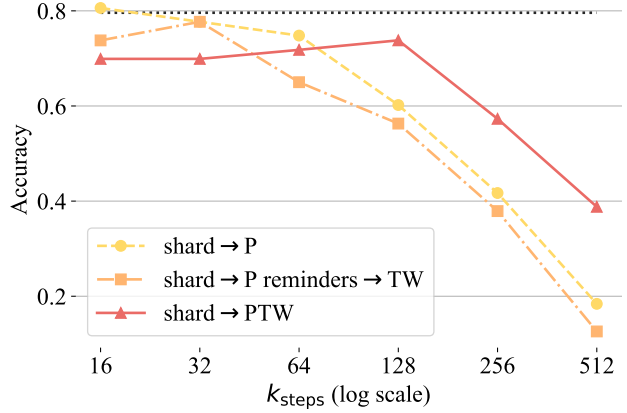 0.8
0.6
0.4
0.2
Accuracy
shard → P
shard → P reminders → TW
shard → PTW
16 32 64 128 256 512
k_steps (log scale)